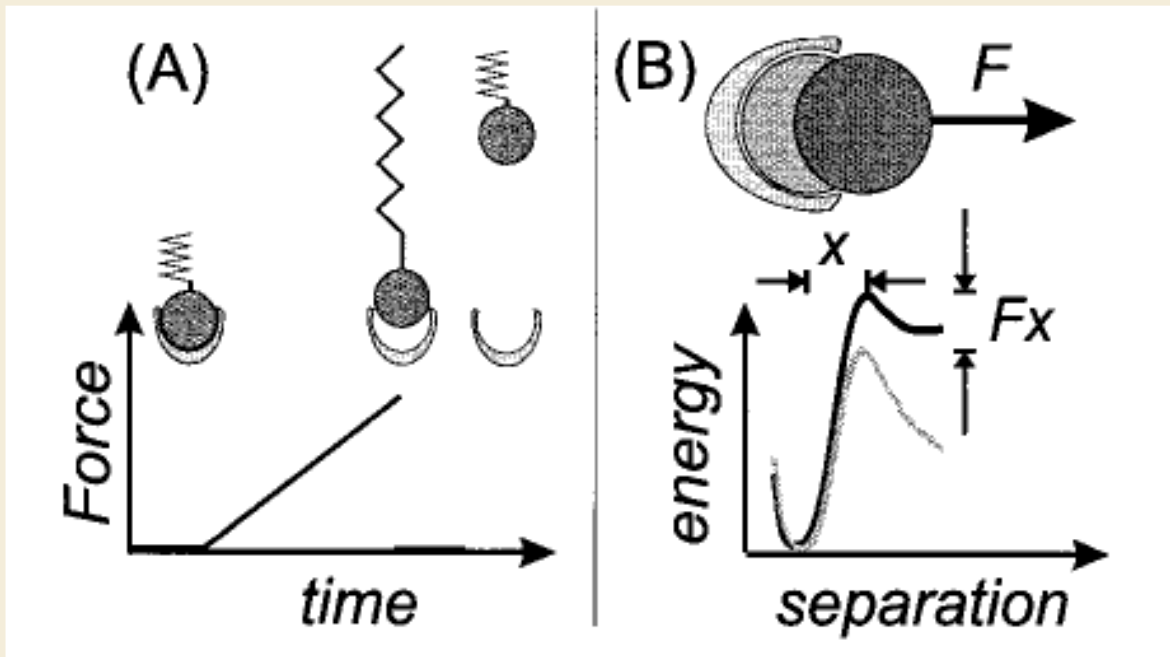 (A)
Force
time
(B)
F
x
Fx
energy
separation